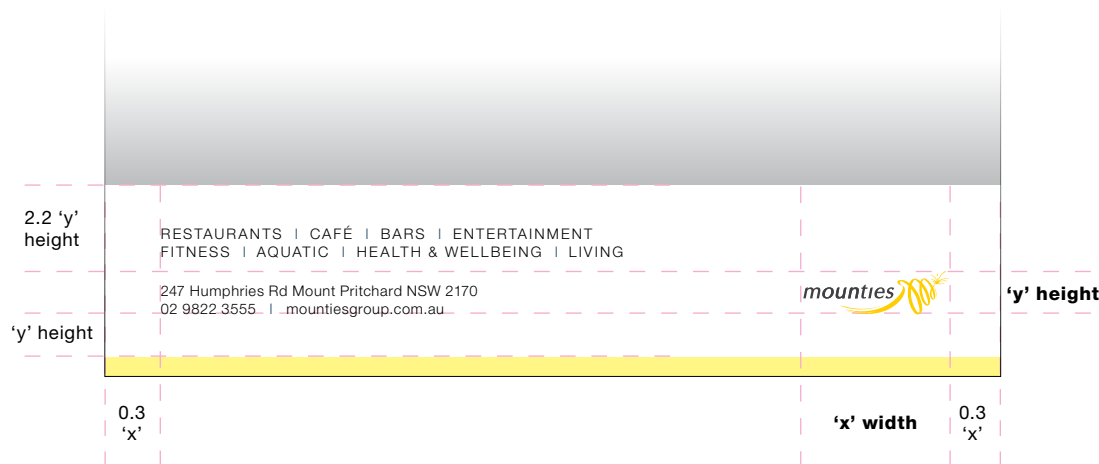 2.2 ‘y’
height
RESTAURANTS | CAFÉ | BARS | ENTERTAINMENT
FITNESS | AQUATIC | HEALTH & WELLBEING | LIVING
247 Humphries Rd Mount Pritchard NSW 2170
02 9822 3555 | mountiesgroup.com.au
mounties
‘y’ height
‘y’ height
0.3
‘x’
‘x’ width
0.3
‘x’